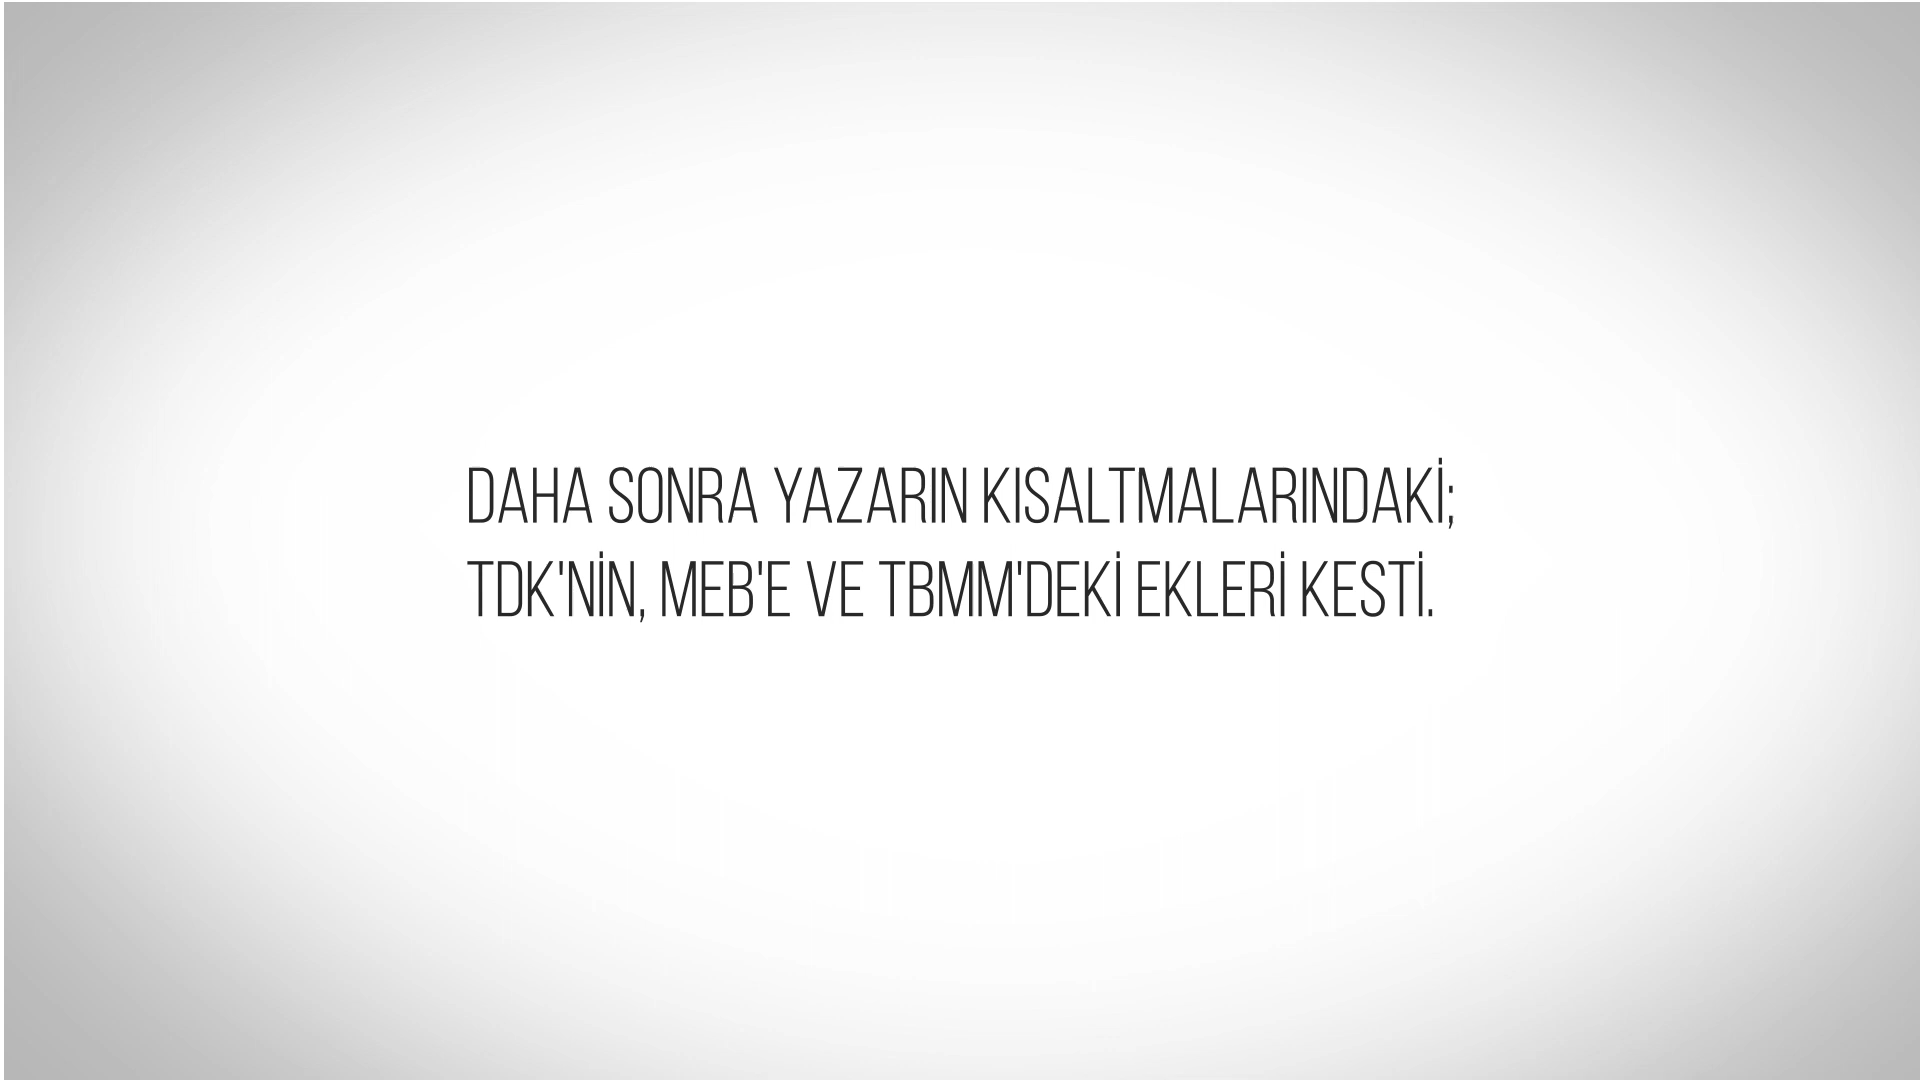 DAHA SONRA YAZARIN KISALTMALARINDAKİ;
TDK'NİN, MEB'E VE TBMM'DEKİ EKLERİ KESTİ.